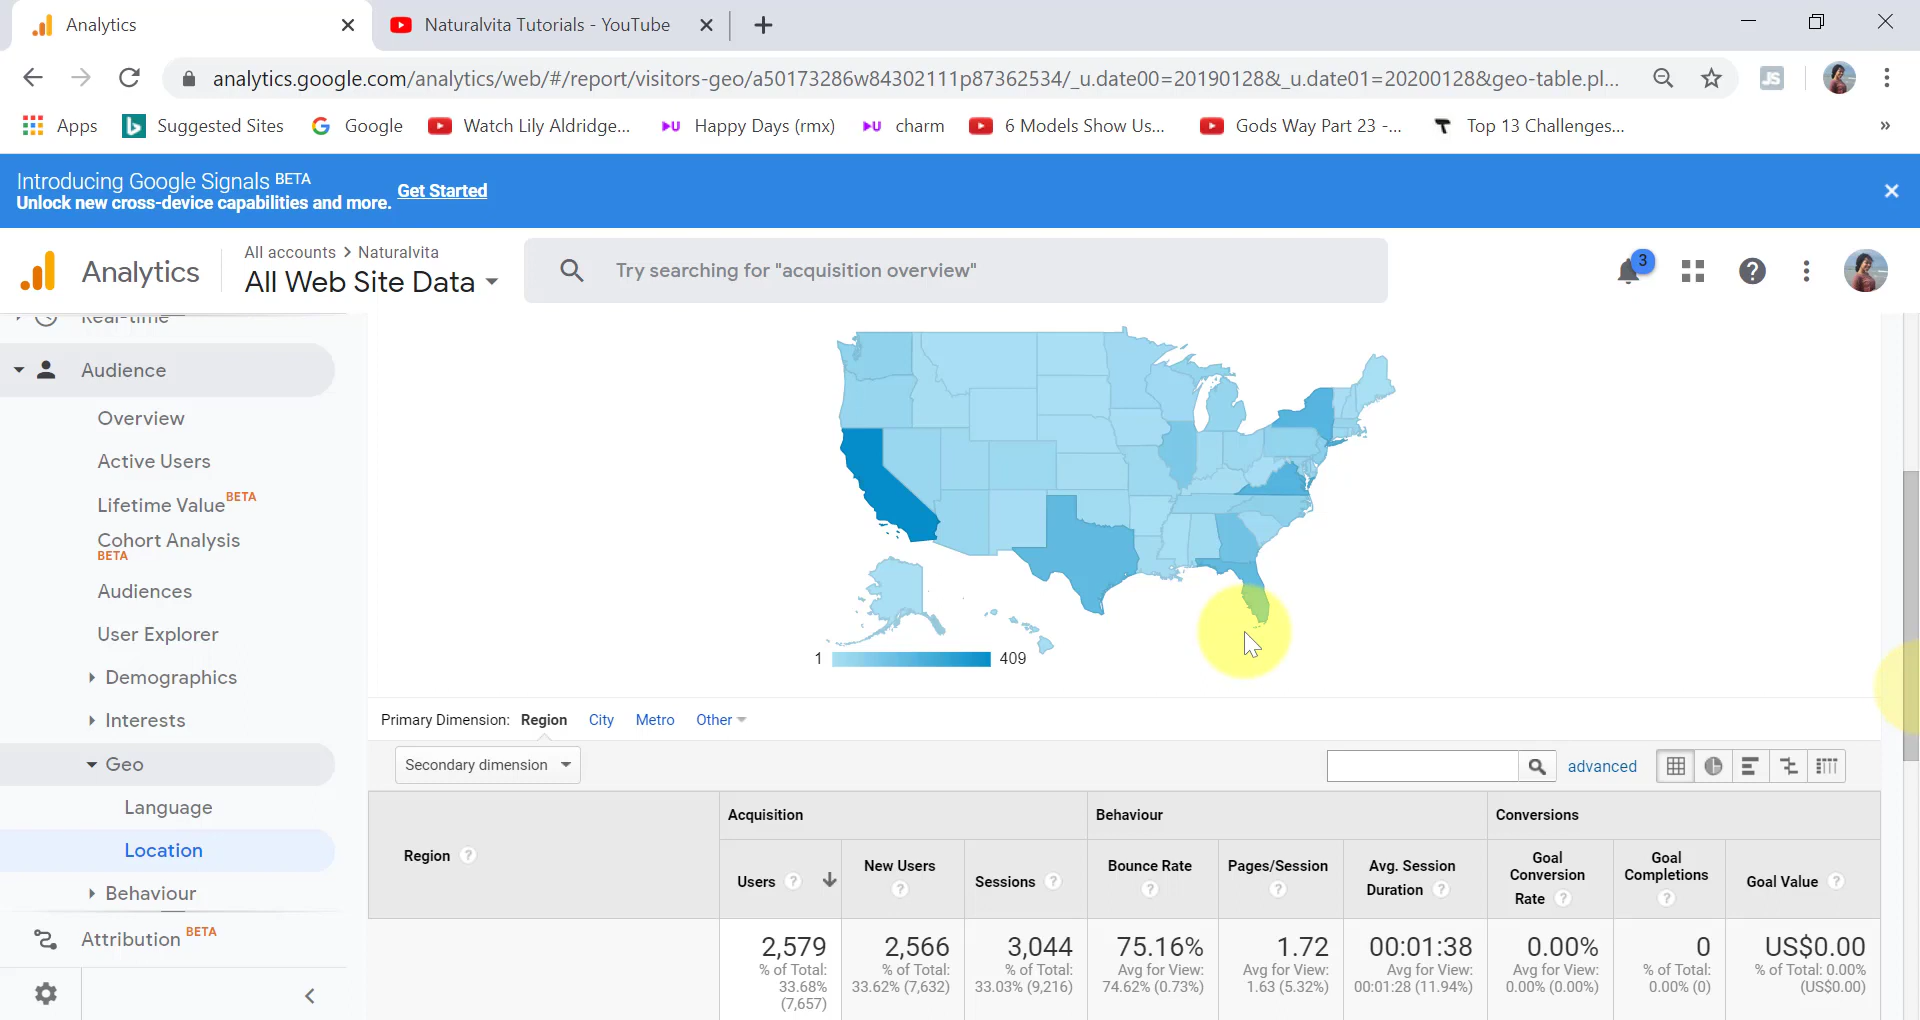 Analytics
Naturalvita Tutorials - YouTube
analytics.google.com/analytics/web/#/report/visitors-geo/a50173286w84302111p87362534/_u.date00=20190128&_u.date01=20200128&geo-table.pl...
JS
Apps
Suggested Sites
Google
Watch Lily Aldridge...
Happy Days (rmx)
charm
6 Models Show Us...
Gods Way Part 23 -...
Top 13 Challenges...
»
Introducing Google Signals BETA
Unlock new cross-device capabilities and more. Get Started
Analytics
All accounts > Naturalvita
All Web Site Data
Try searching for "acquisition overview"
3
Real-time
Audience
Overview
Active Users
Lifetime Value BETA
Cohort Analysis
BETA
Audiences
User Explorer
Demographics
Interests
Geo
Language
Location
Behaviour
Attribution BETA
1 409
Primary Dimension: Region City Metro Other
Secondary dimension
advanced
Region
Acquisition
Behaviour
Conversions
Users
New Users
Sessions
Bounce Rate
Pages/Session
Avg. Session
Duration
Goal
Conversion
Rate
Goal
Completions
Goal Value
2,579
% of Total:
33.68%
(7,657)
2,566
% of Total:
33.62% (7,632)
3,044
% of Total:
33.03% (9,216)
75.16%
Avg for View:
74.62% (0.73%)
1.72
Avg for View:
1.63 (5.32%)
00:01:38
Avg for View:
00:01:28 (11.94%)
0.00%
Avg for View:
0.00% (0.00%)
0
% of Total:
0.00% (0)
US$0.00
% of Total: 0.00%
(US$0.00)